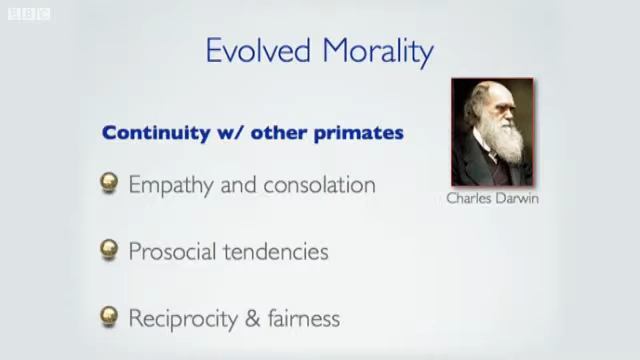 BBC
Evolved Morality
Continuity w/ other primates
Empathy and consolation
Charles Darwin
Prosocial tendencies
Reciprocity & fairness